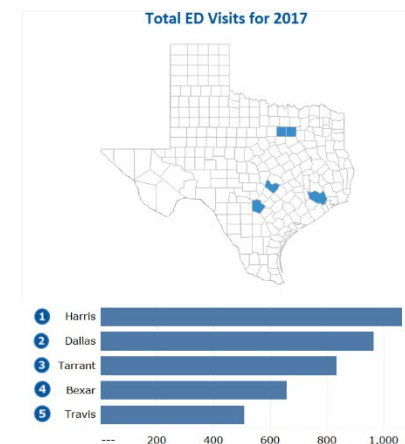 Total ED Visits for 2017
1 Harris
2 Dallas
3 Tarrant
4 Bexar
5 Travis
--- 200 400 600 800 1,000